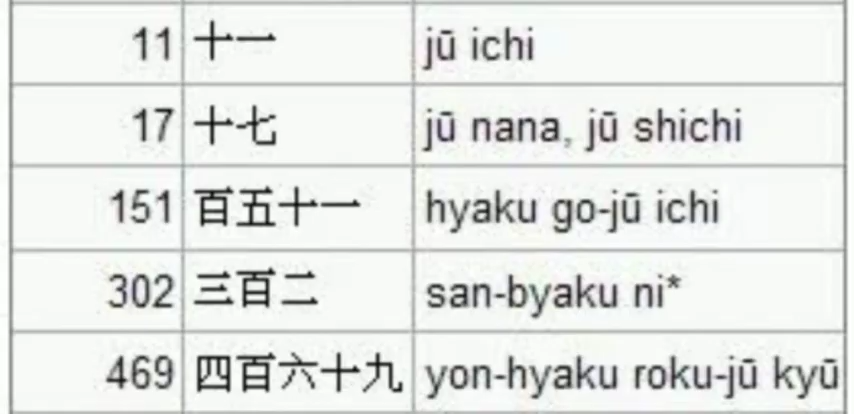 11 十一 jū ichi
17 十七 jū nana, jū shichi
151 百五十一 hyaku go-jū ichi
302 三百二 san-byaku ni*
469 四百六十九 yon-hyaku roku-jū kyū